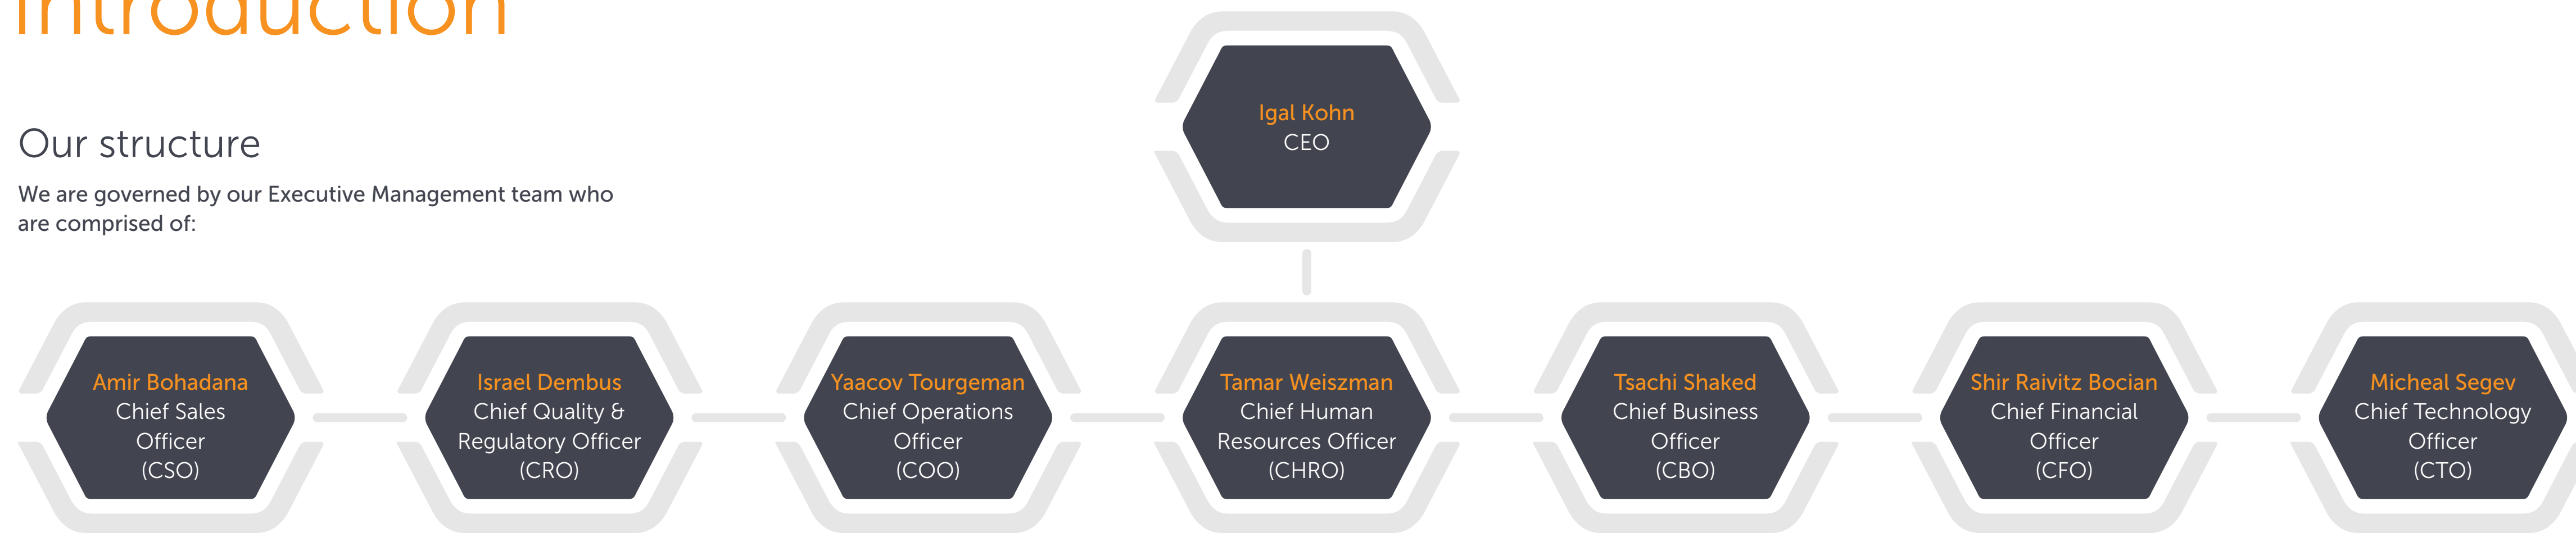 Introduction
Our structure
We are governed by our Executive Management team who
are comprised of:
Igal Kohn
CEO
Amir Bohadana
Chief Sales
Officer
(CSO)
Israel Dembus
Chief Quality &
Regulatory Officer
(CRO)
Yaacov Tourgeman
Chief Operations
Officer
(COO)
Tamar Weiszman
Chief Human
Resources Officer
(CHRO)
Tsachi Shaked
Chief Business
Officer
(CBO)
Shir Raivitz Bocian
Chief Financial
Officer
(CFO)
Micheal Segev
Chief Technology
Officer
(CTO)